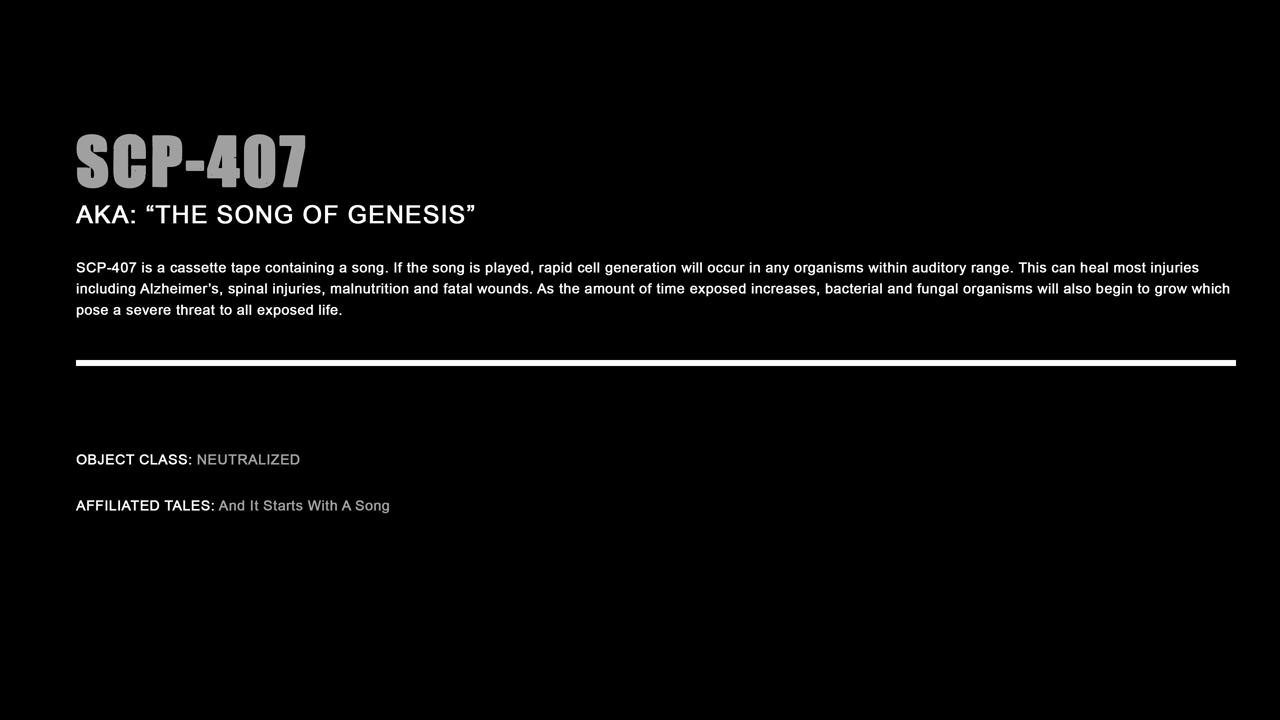 SCP-407
AKA: “THE SONG OF GENESIS”
SCP-407 is a cassette tape containing a song. If the song is played, rapid cell generation will occur in any organisms within auditory range. This can heal most injuries
including Alzheimer’s, spinal injuries, malnutrition and fatal wounds. As the amount of time exposed increases, bacterial and fungal organisms will also begin to grow which
pose a severe threat to all exposed life.
OBJECT CLASS: NEUTRALIZED
AFFILIATED TALES: And It Starts With A Song